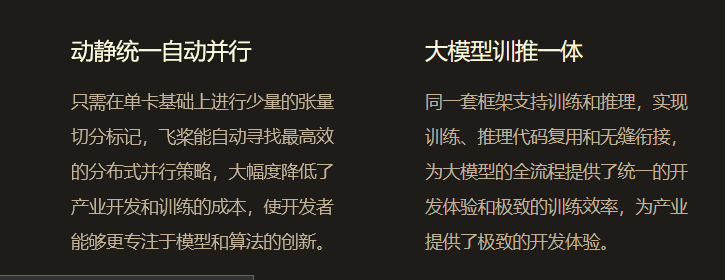 动静统一自动并行
只需在单卡基础上进行少量的张量
切分标记，飞桨能自动寻找最高效
的分布式并行策略，大幅度降低了
产业开发和训练的成本，使开发者
能够更专注于模型和算法的创新。
大模型训推一体
同一套框架支持训练和推理，实现
训练、推理代码复用和无缝衔接，
为大模型的全流程提供了统一的开
发体验和极致的训练效率，为产业
提供了极致的开发体验。